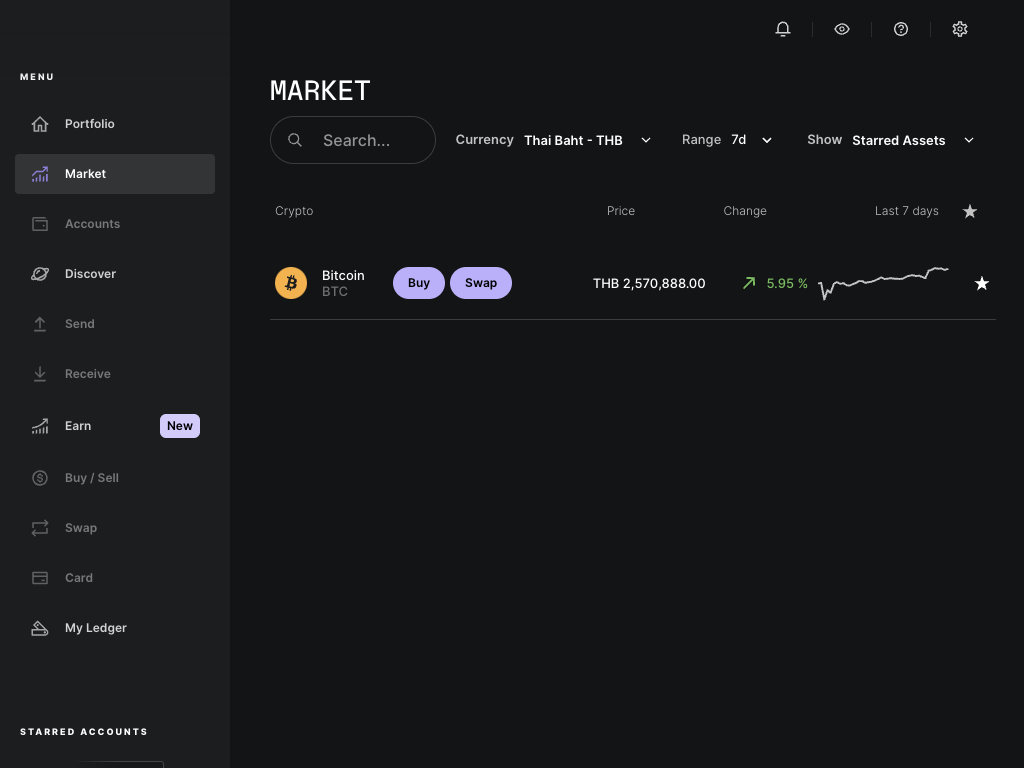 MENU
Portfolio
Market
Accounts
Discover
Send
Receive
Earn New
Buy / Sell
Swap
Card
My Ledger
STARRED ACCOUNTS
MARKET
Search...
Currency Thai Baht - THB
Range 7d
Show Starred Assets
Crypto Price Change Last 7 days
Bitcoin
BTC
Buy Swap
THB 2,570,888.00 5.95 %